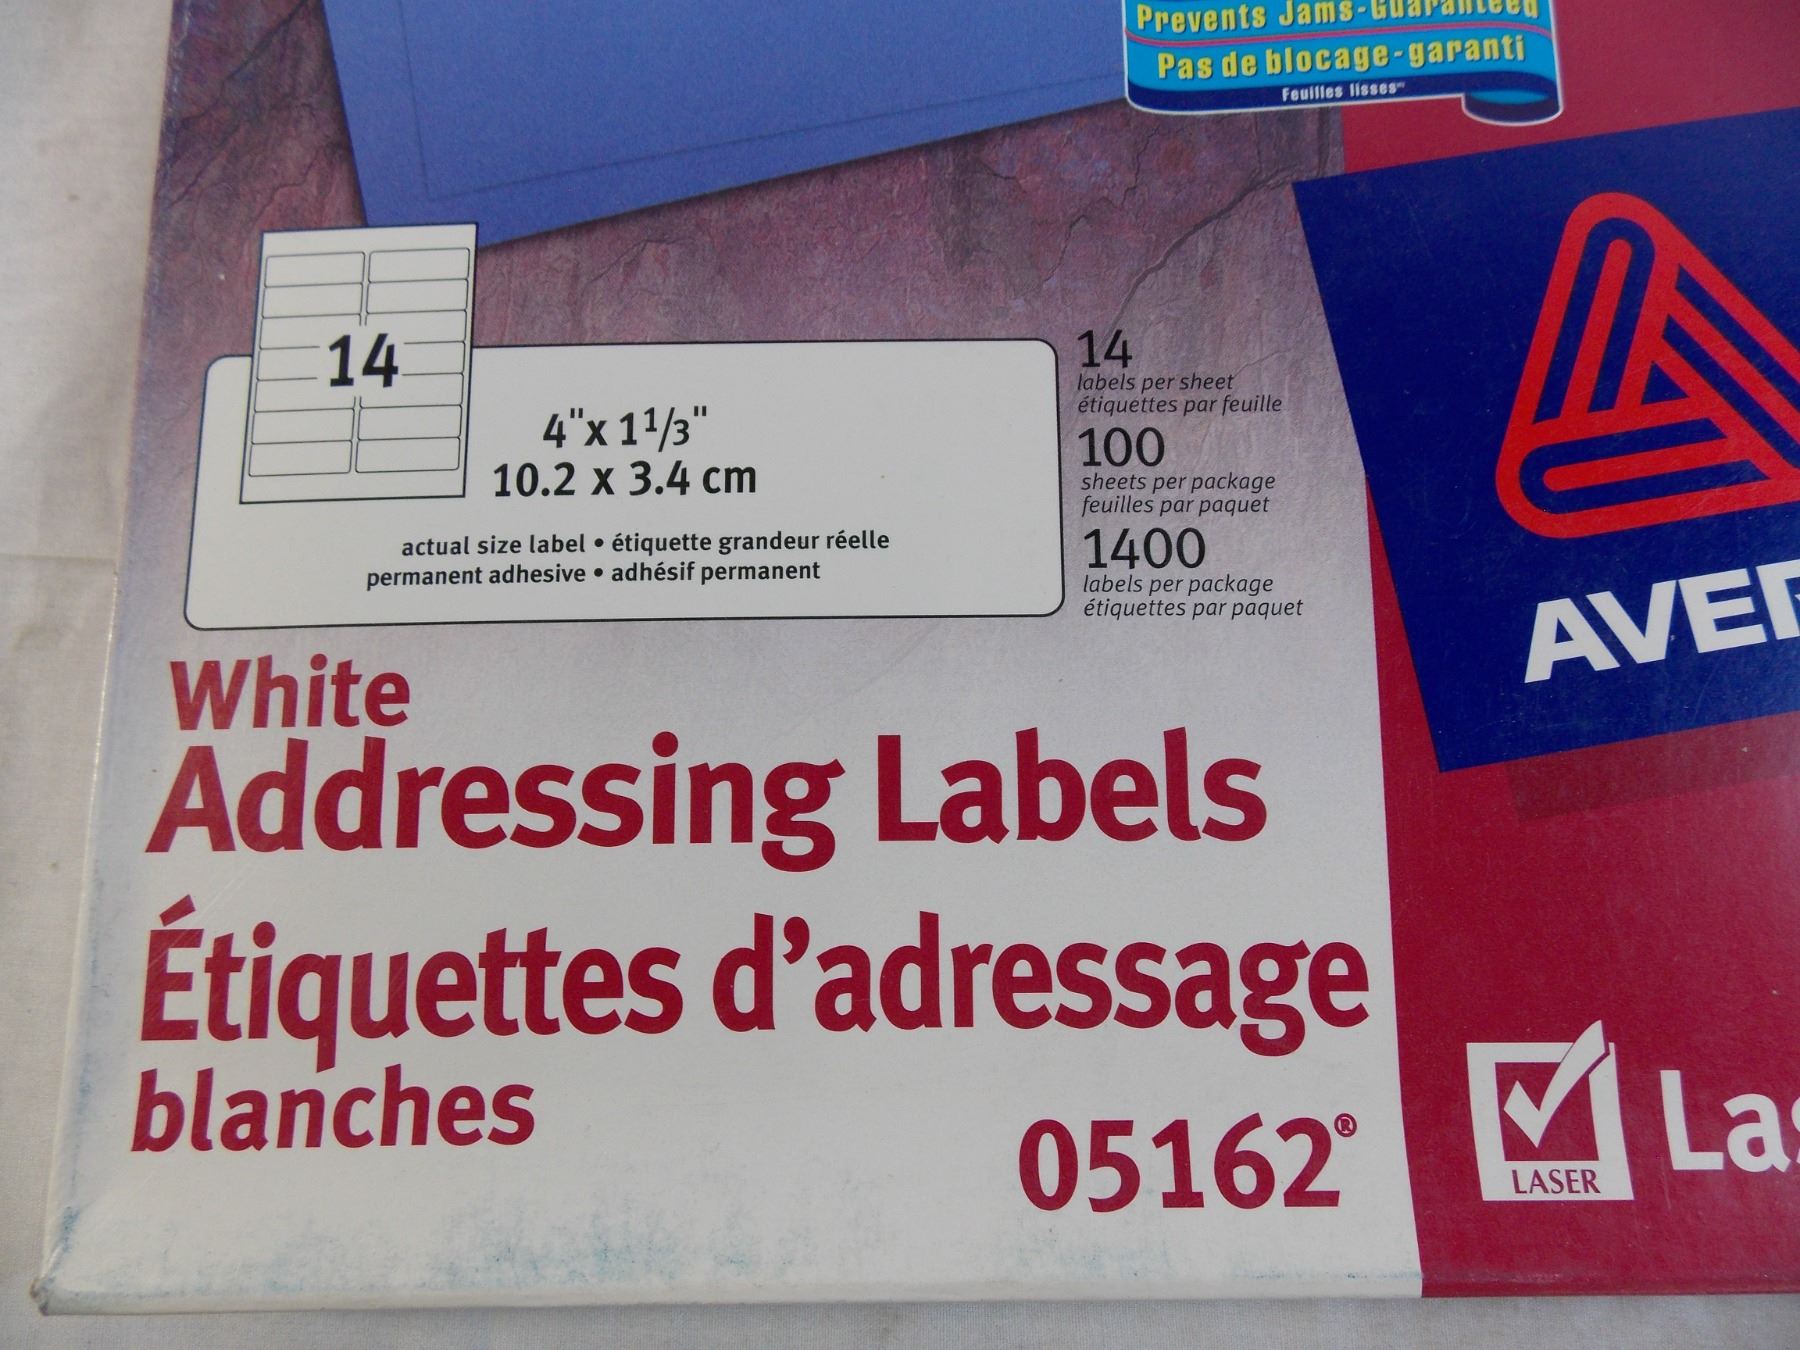 Prevents Jams-Guaranteed
Pas de blocage-garanti
Feuilles lisses
14
4"x 1 1/3"
10.2 x 3.4 cm
actual size label • étiquette grandeur réelle
permanent adhesive • adhésif permanent
14
labels per sheet
étiquettes par feuille
100
sheets per package
feuilles par paquet
1400
labels per package
étiquettes par paquet
AVER
White
Addressing Labels
Étiquettes d'adressage
blanches
05162®
LASER
Las